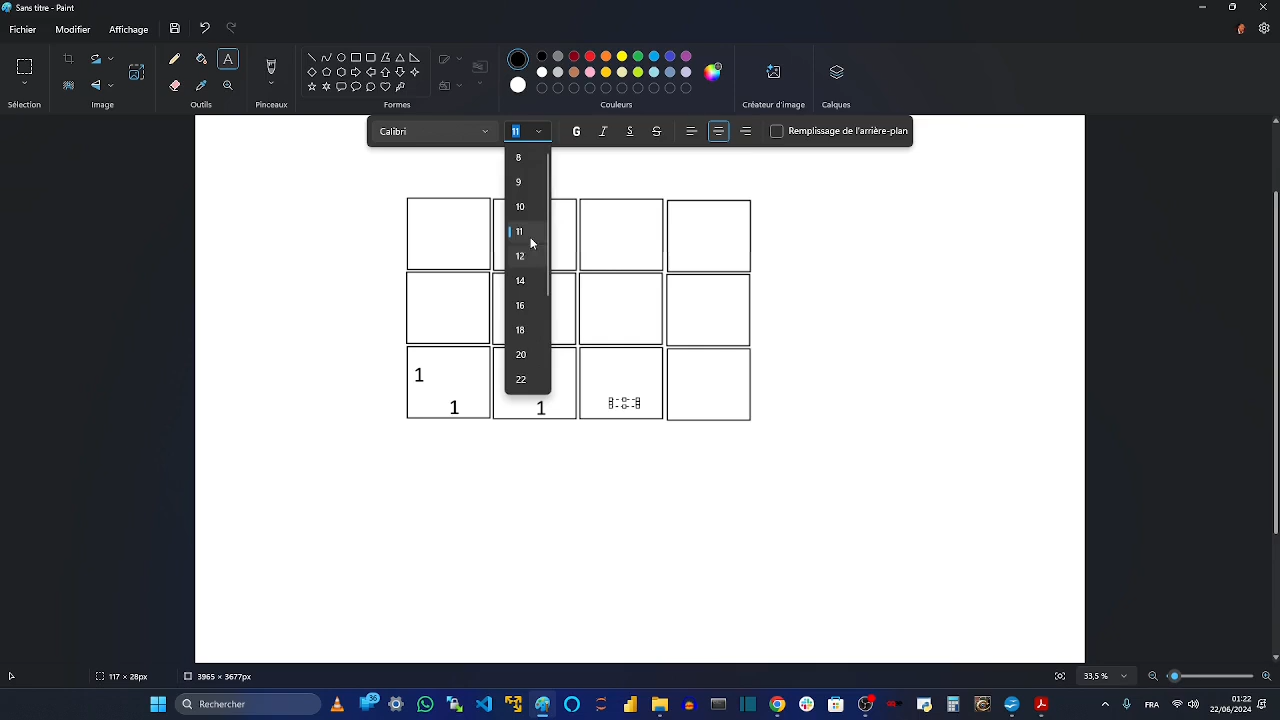 Sans titre - Paint
Fichier Modifier Affichage
Sélection Image Outils Pinceaux Formes Couleurs Créateur d'image Calques
Calibri 11 G I S S Remplissage de l'arrière-plan
8
9
10
11
12
14
16
18
20
22
1
1 1
117 × 28px 3965 × 3677px 33.3%
Rechercher 36 FRA 01:22
22/06/2024